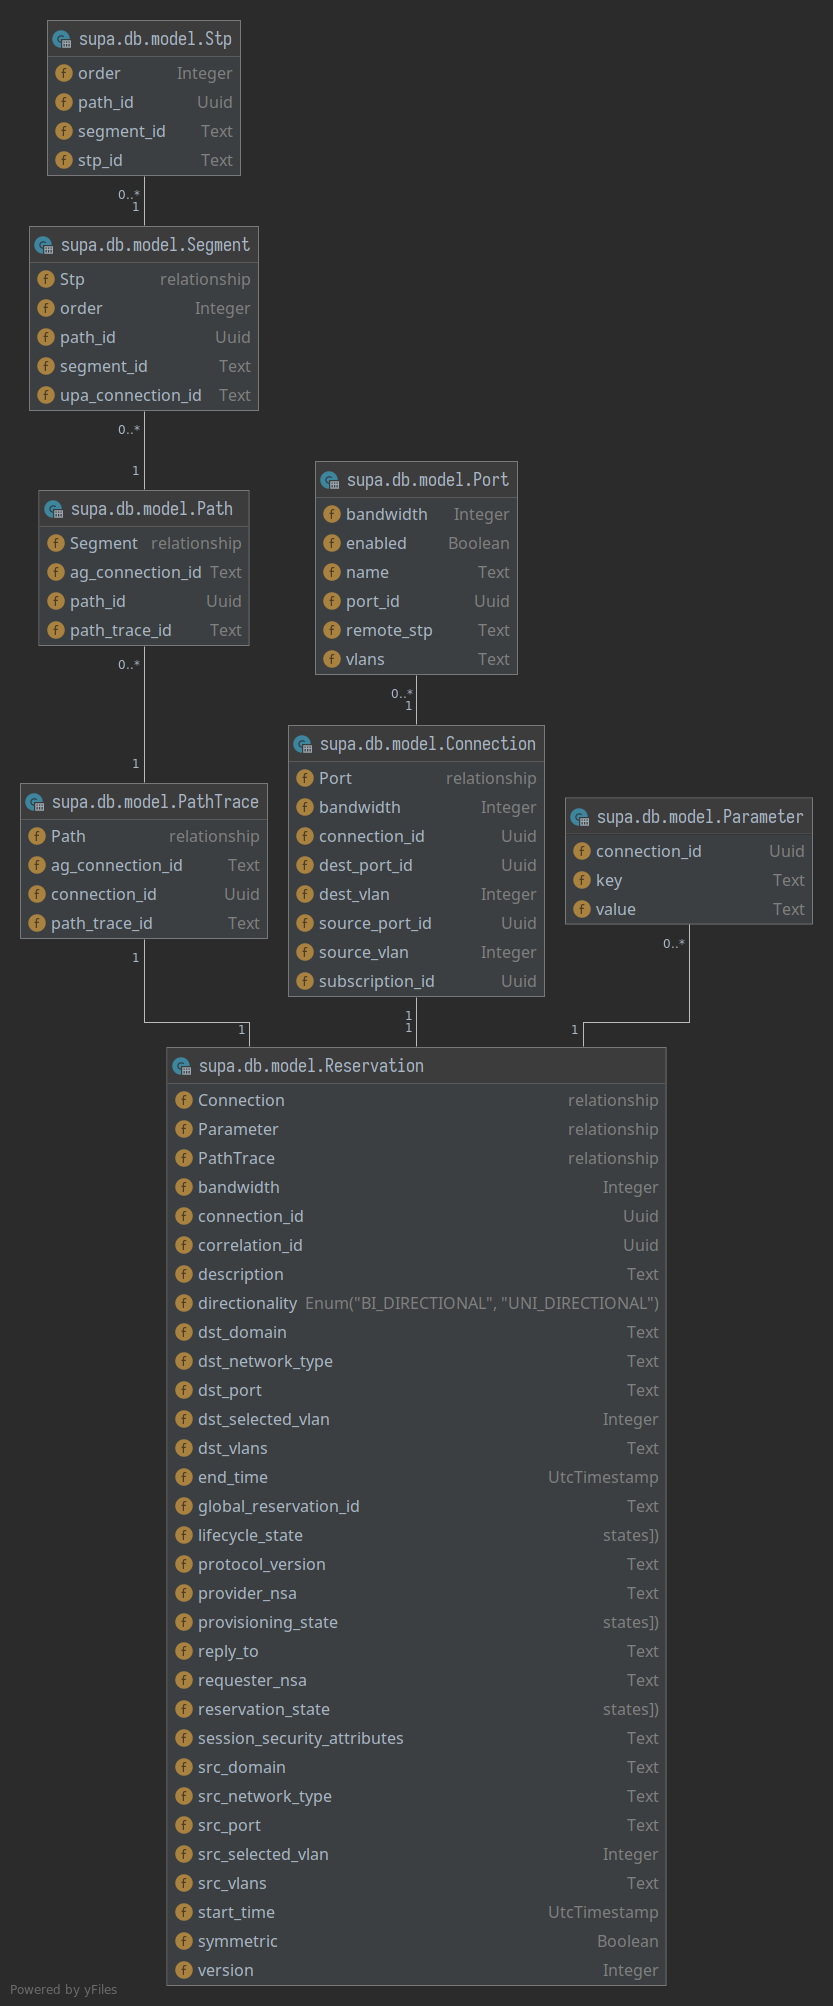 supa.db.model.Stp
order Integer
path_id Uuid
segment_id Text
stp_id Text
0..*
1
supa.db.model.Segment
Stp relationship
order Integer
path_id Uuid
segment_id Text
upa_connection_id Text
0..*
1
supa.db.model.Path
Segment relationship
ag_connection_id Text
path_id Uuid
path_trace_id Text
0..*
1
supa.db.model.PathTrace
Path relationship
ag_connection_id Text
connection_id Uuid
path_trace_id Text
1
1
supa.db.model.Port
bandwidth Integer
enabled Boolean
name Text
port_id Uuid
remote_stp Text
vlans Text
0..*
1
supa.db.model.Connection
Port relationship
bandwidth Integer
connection_id Uuid
dest_port_id Uuid
dest_vlan Integer
source_port_id Uuid
source_vlan Integer
subscription_id Uuid
1
1
supa.db.model.Parameter
connection_id Uuid
key Text
value Text
0..*
1
supa.db.model.Reservation
Connection relationship
Parameter relationship
PathTrace relationship
bandwidth Integer
connection_id Uuid
correlation_id Uuid
description Text
directionality Enum("BI_DIRECTIONAL", "UNI_DIRECTIONAL")
dst_domain Text
dst_network_type Text
dst_port Text
dst_selected_vlan Integer
dst_vlans Text
end_time UtcTimestamp
global_reservation_id Text
lifecycle_state states])
protocol_version Text
provider_nsa Text
provisioning_state states])
reply_to Text
requester_nsa Text
reservation_state states])
session_security_attributes Text
src_domain Text
src_network_type Text
src_port Text
src_selected_vlan Integer
src_vlans Text
start_time UtcTimestamp
symmetric Boolean
version Integer
Powered by yFiles